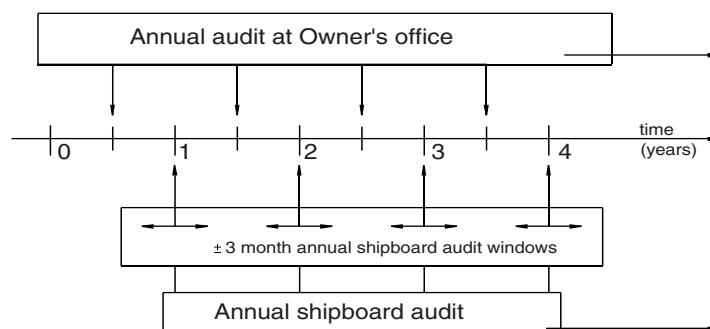 Annual audit at Owner's office
time
0 1 2 3 4 (years)
± 3 month annual shipboard audit windows
Annual shipboard audit